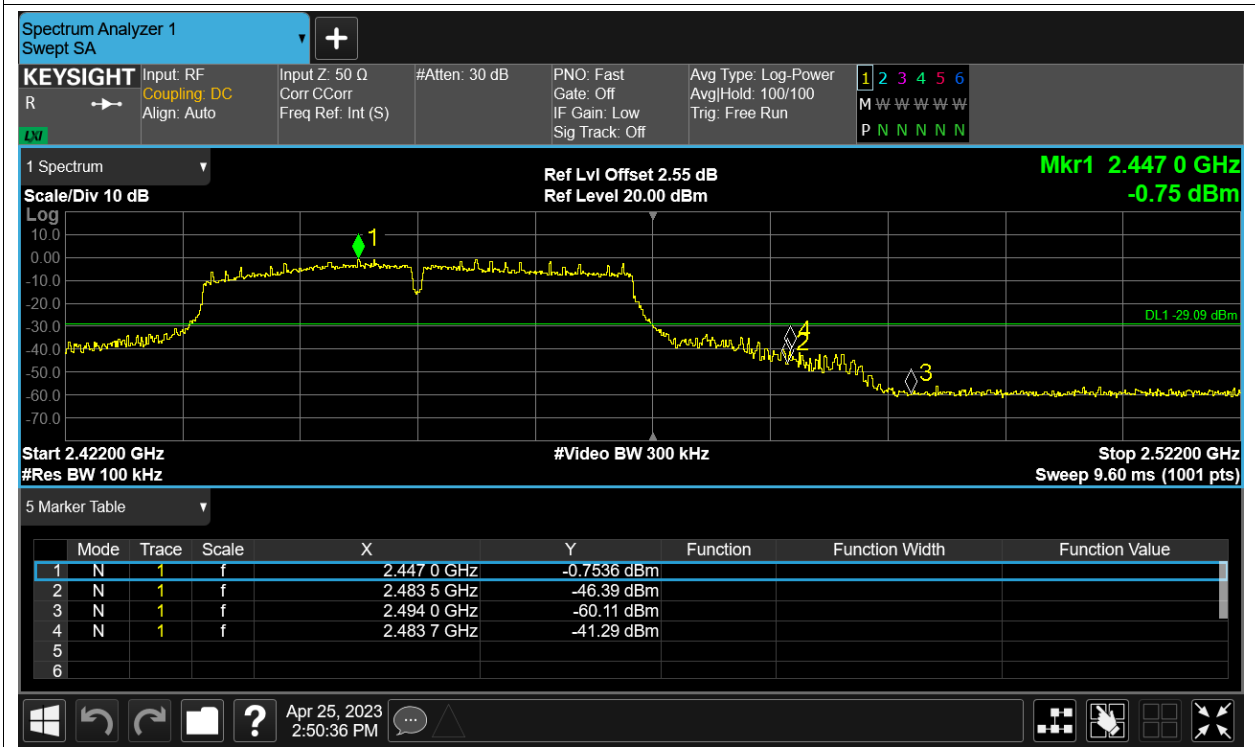 Spectrum Analyzer 1
Swept SA
KEYSIGHT Input: RF Input Z: 50 Ω #Atten: 30 dB PNO: Fast Avg Type: Log-Power 1 2 3 4 5 6
R Coupling: DC Corr CCorr Gate: Off Avg|Hold: 100/100 M W W W W W W
Align: Auto Freq Ref: Int (S) IF Gain: Low Trig: Free Run
LXI Sig Track: Off P N N N N N N
1 Spectrum Ref Lvl Offset 2.55 dB Mkr1 2.447 0 GHz
Scale/Div 10 dB Ref Level 20.00 dBm -0.75 dBm
Log
10.0 1
0.00
-10.0
-20.0
DL1 -29.09 dBm
-30.0 4
-40.0 2
-50.0 3
-60.0
-70.0
Start 2.42200 GHz #Video BW 300 kHz Stop 2.52200 GHz
#Res BW 100 kHz Sweep 9.60 ms (1001 pts)
5 Marker Table
Mode Trace Scale X Y Function Function Width Function Value
1 N 1 f 2.447 0 GHz -0.7536 dBm
2 N 1 f 2.483 5 GHz -46.39 dBm
3 N 1 f 2.494 0 GHz -60.11 dBm
4 N 1 f 2.483 7 GHz -41.29 dBm
5
6
? Apr 25, 2023
2:50:36 PM